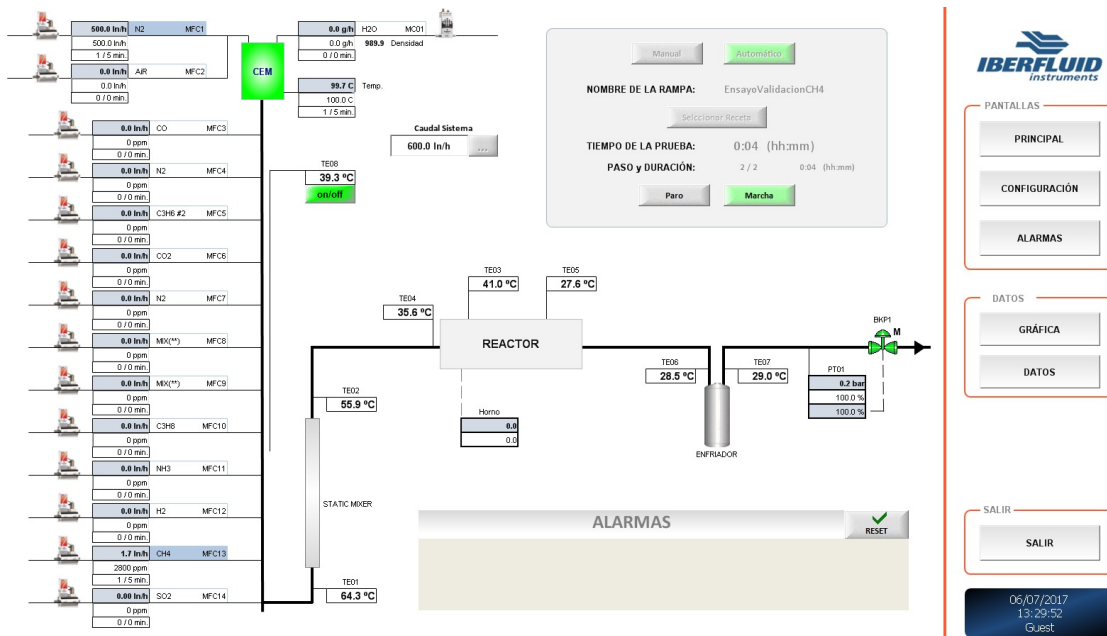 500.0 ln/h N2 MFC1
500.0 ln/h
1 / 5 min.
0.0 ln/h AiR MFC2
0.0 ln/h
0 / 0 min.
CEM
0.0 g/h H2O MC01
0.0 g/h 989.9 Densidad
0 / 0 min.
99.7 C Temp.
100.0 C
1 / 5 min.
Caudal Sistema
600.0 ln/h ...
TE08
39.3 ºC
on/off
0.0 ln/h CO MFC3
0 ppm
0 / 0 min.
0.0 ln/h N2 MFC4
0 ppm
0 / 0 min.
0.0 ln/h C3H6 #2 MFC5
0 ppm
0 / 0 min.
0.0 ln/h CO2 MFC6
0 ppm
0 / 0 min.
0.0 ln/h N2 MFC7
0 ppm
0 / 0 min.
0.0 ln/h MIX(**) MFC8
0 ppm
0 / 0 min.
0.0 ln/h MIX(**) MFC9
0 ppm
0 / 0 min.
0.0 ln/h C3H8 MFC10
0 ppm
0 / 0 min.
0.0 ln/h NH3 MFC11
0 ppm
0 / 0 min.
0.0 ln/h H2 MFC12
0 ppm
0 / 0 min.
1.7 ln/h CH4 MFC13
2800 ppm
1 / 5 min.
0.00 ln/h SO2 MFC14
0 ppm
0 / 0 min.
Manual Automático
NOMBRE DE LA RAMPA: EnsayoValidacionCH4
Selccionar Receta
TIEMPO DE LA PRUEBA: 0:04 (hh:mm)
PASO y DURACIÓN: 2 / 2 0:04 (hh:mm)
Paro Marcha
TE03
41.0 ºC
TE05
27.6 ºC
TE04
35.6 ºC
REACTOR
Horno
0.0
0.0
TE02
55.9 ºC
STATIC MIXER
TE01
64.3 ºC
TE06
28.5 ºC
TE07
29.0 ºC
ENFRIADOR
PT01
0.2 bar
100.0 %
100.0 %
BKP1
M
ALARMAS
RESET
IBERFLUID
instruments
PANTALLAS
PRINCIPAL
CONFIGURACIÓN
ALARMAS
DATOS
GRÁFICA
DATOS
SALIR
SALIR
06/07/2017
13:29:52
Guest